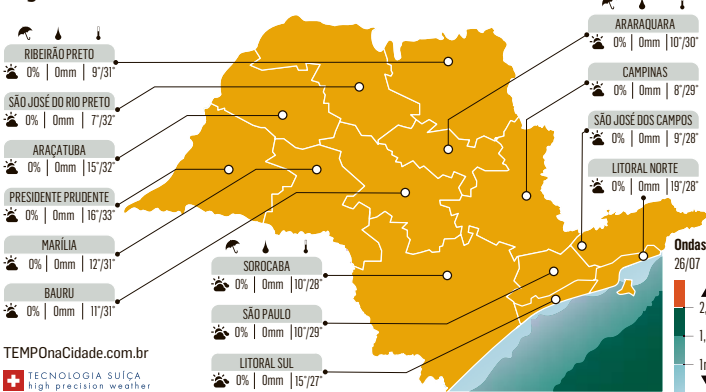 RIBEIRÃO PRETO
0% | 0mm | 9°/31°
SÃO JOSÉ DO RIO PRETO
0% | 0mm | 7°/32°
ARAÇATUBA
0% | 0mm | 15°/32°
PRESIDENTE PRUDENTE
0% | 0mm | 16°/33°
MARÍLIA
0% | 0mm | 12°/31°
BAURU
0% | 0mm | 11°/31°
SOROCABA
0% | 0mm | 10°/28°
SÃO PAULO
0% | 0mm | 10°/29°
LITORAL SUL
0% | 0mm | 15°/27°
ARARAQUARA
0% | 0mm | 10°/30°
CAMPINAS
0% | 0mm | 8°/29°
SÃO JOSÉ DOS CAMPOS
0% | 0mm | 9°/28°
LITORAL NORTE
0% | 0mm | 19°/28°
Ondas
26/07
2,
1,
1m
TEMPOnaCidade.com.br
TECNOLOGIA SUÍÇA
high precision weather